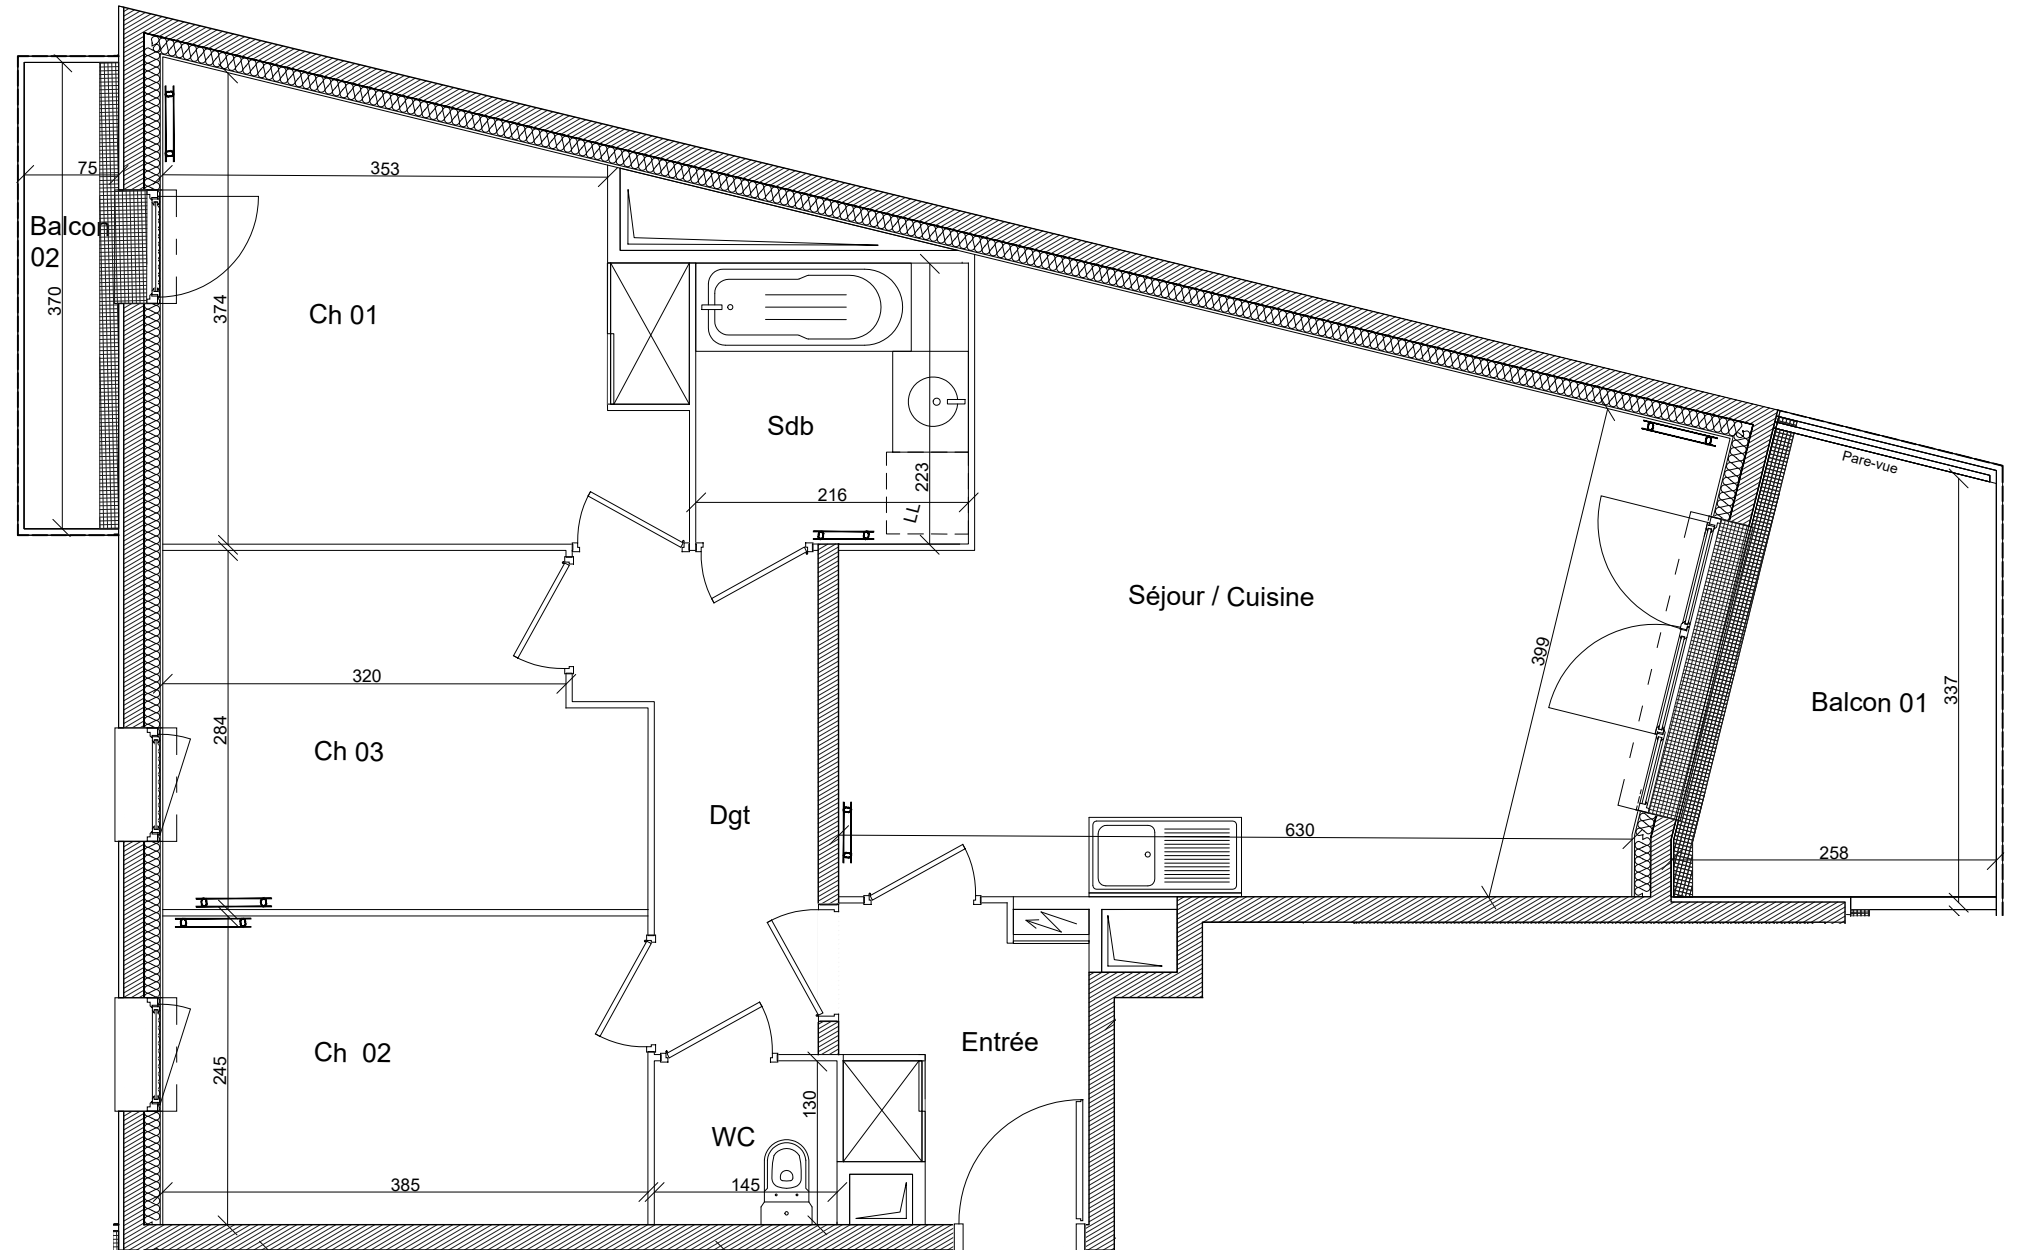 Balcon
02
75
370
353
374
Ch 01
Sdb
216
223
LL
Séjour / Cuisine
399
Pare-vue
Balcon 01
337
258
630
320
284
Ch 03
Dgt
Ch 02
245
385
Entrée
WC
130
145